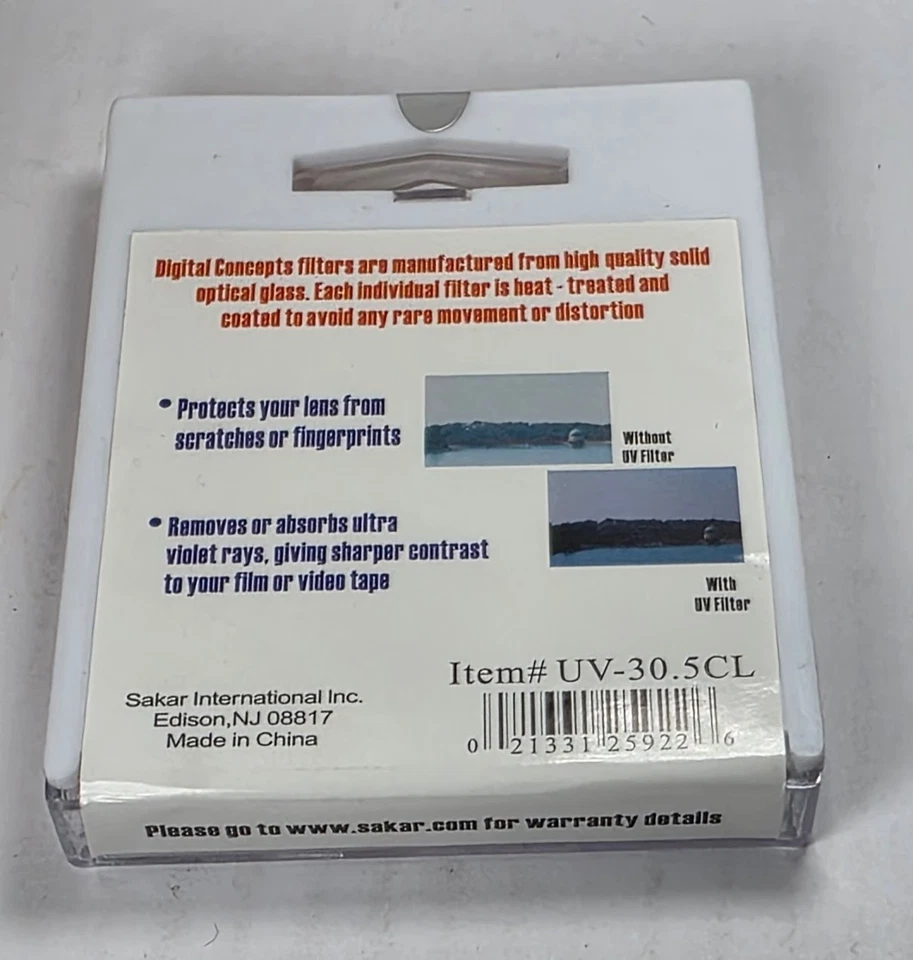 Digital Concepts filters are manufactured from high quality solid
optical glass. Each individual filter is heat - treated and
coated to avoid any rare movement or distortion
• Protects your lens from
scratches or fingerprints
Without
UV Filter
• Removes or absorbs ultra
violet rays, giving sharper contrast
to your film or video tape
With
UV Filter
Item# UV-30.5CL
Sakar International Inc.
Edison,NJ 08817
Made in China
0 21331 25922 6
Please go to www.sakar.com for warranty details